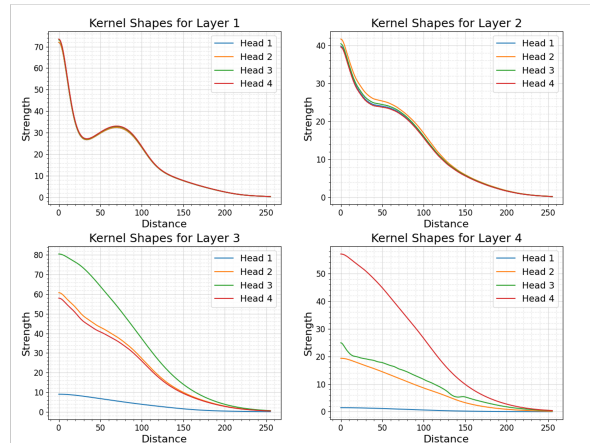 Kernel Shapes for Layer 1
70
60
50
40
30
20
10
0
Strength
0 50 100 150 200 250
Distance
Head 1
Head 2
Head 3
Head 4
Kernel Shapes for Layer 2
40
30
20
10
0
Strength
0 50 100 150 200 250
Distance
Head 1
Head 2
Head 3
Head 4
Kernel Shapes for Layer 3
80
70
60
50
40
30
20
10
0
Strength
0 50 100 150 200 250
Distance
Head 1
Head 2
Head 3
Head 4
Kernel Shapes for Layer 4
50
40
30
20
10
0
Strength
0 50 100 150 200 250
Distance
Head 1
Head 2
Head 3
Head 4